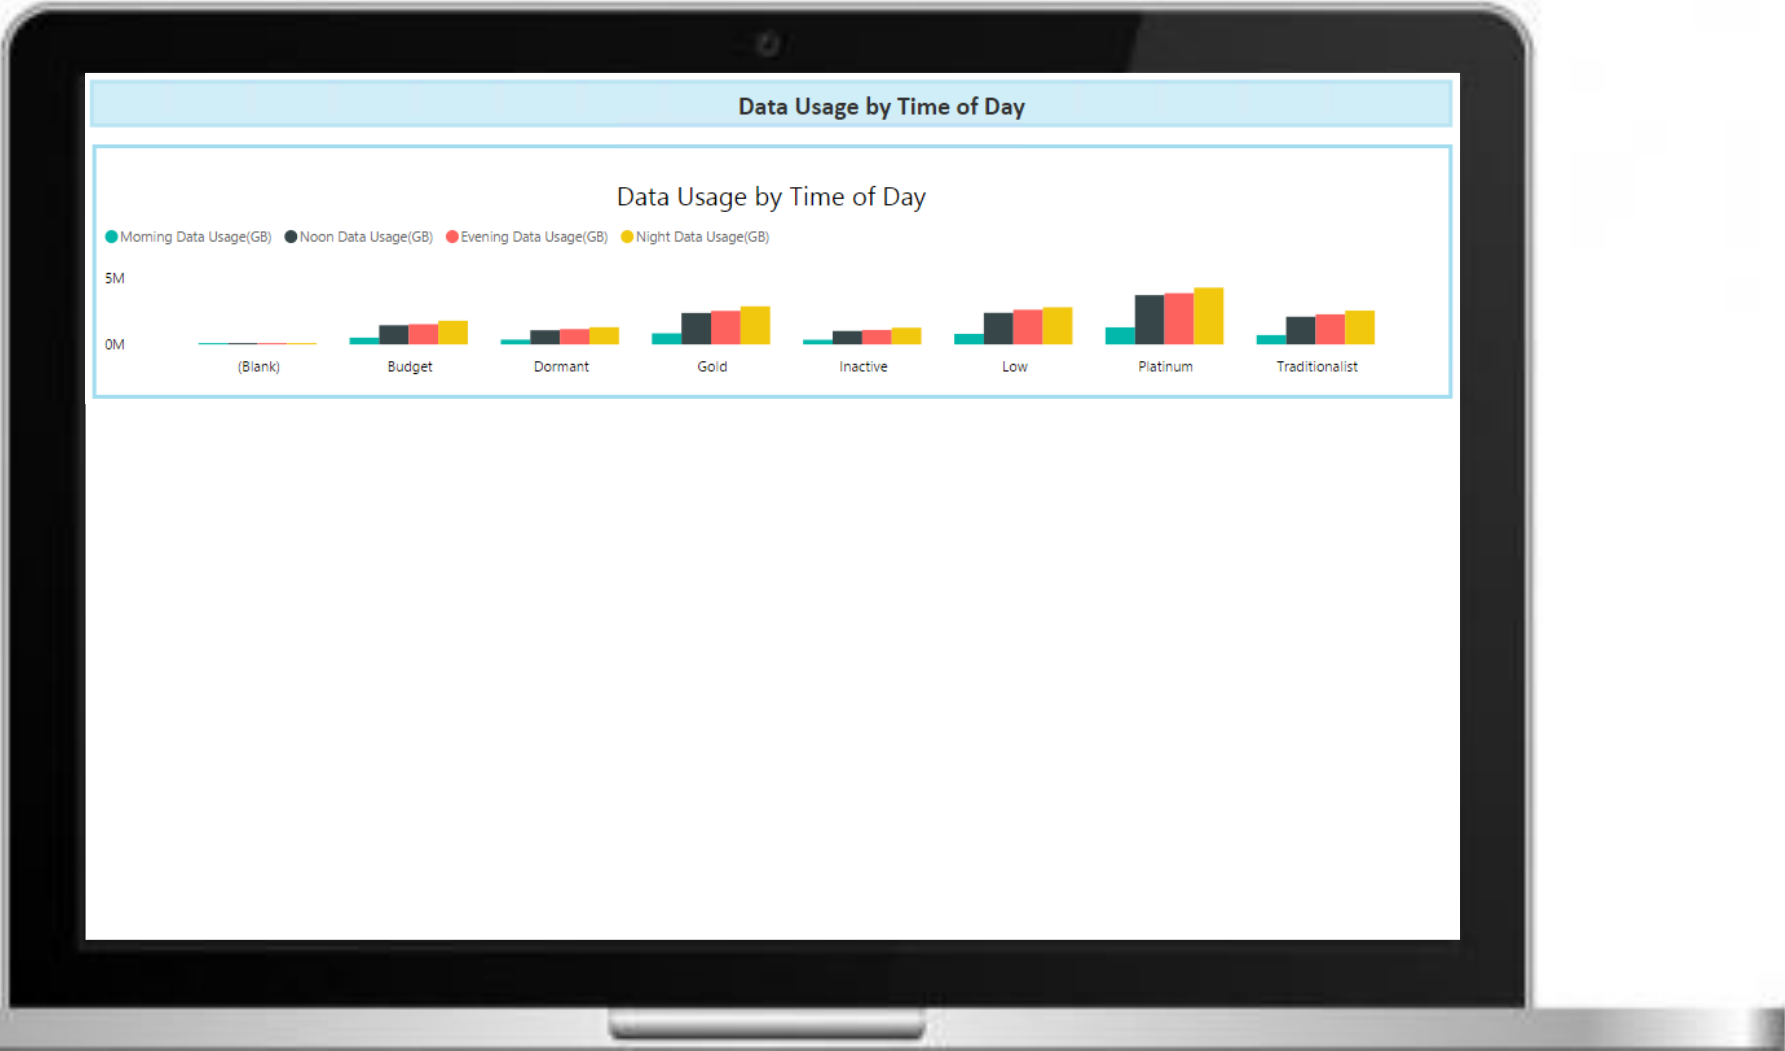 Data Usage by Time of Day
Data Usage by Time of Day
Morning Data Usage(GB) Noon Data Usage(GB) Evening Data Usage(GB) Night Data Usage(GB)
5M
0M
(Blank) Budget Dormant Gold Inactive Low Platinum Traditionalist